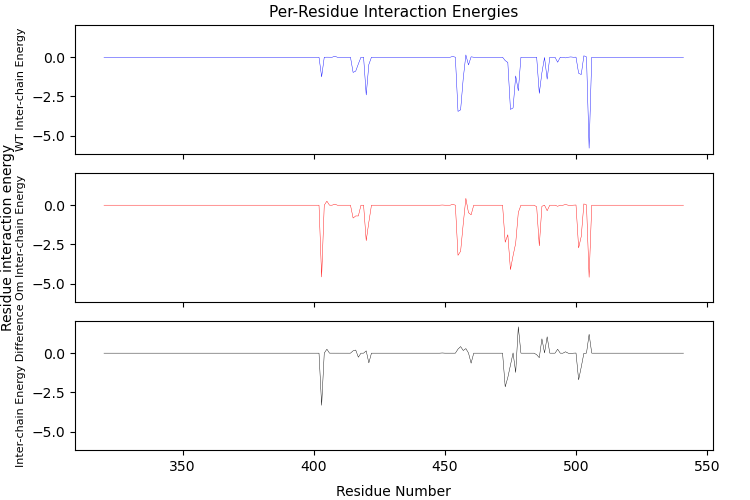 Per-Residue Interaction Energies
Residue interaction energy
WT Inter-chain Energy
0.0
−2.5
−5.0
Om Inter-chain Energy
0.0
−2.5
−5.0
Inter-chain Energy Difference
0.0
−2.5
−5.0
350
400
450
500
550
Residue Number